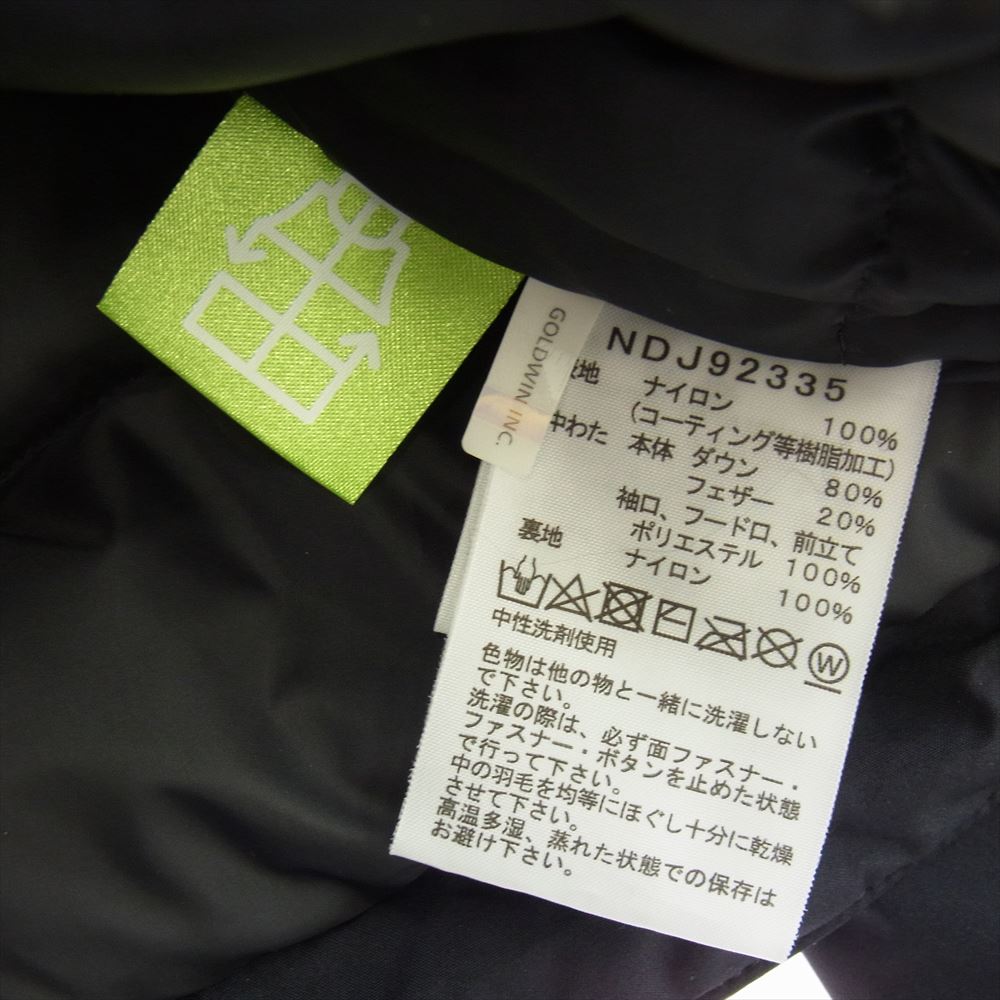 GOLDWIN INC.
NDJ92335
地 ナイロン 100%
(コーティング等樹脂加工)
中わた 本体 ダウン 80%
フェザー 20%
袖口、フードロ、前立て
ポリエステル 100%
裏地 ナイロン 100%
W
中性洗剤使用
色物は他の物と一緒に洗濯しない
で下さい。
洗濯の際は、必ず面ファスナー・
ファスナー・ボタンを止めた状態
で行って下さい。
中の羽毛を均等にほぐし十分に乾燥
させて下さい。
高温多湿、蒸れた状態での保存は
お避け下さい。